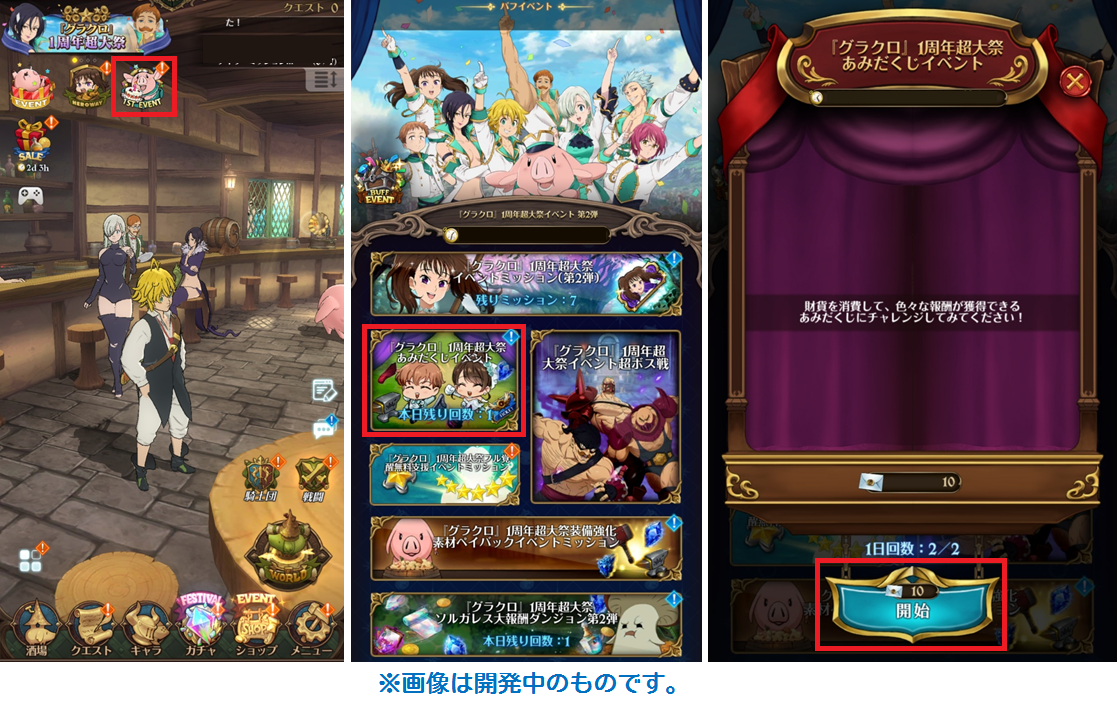 クエスト 0
た!
『グラクロ』
1周年超大祭
EVENT
HEROWAY
1ST-EVENT
SALE
2d 3h
騎士団
戦闘
WORLD
FESTIVAL
EVENT
SHOP
酒場
クエスト
キャラ
ガチャ
ショップ
メニュー
バフイベント
BUFF
EVENT
『グラクロ』1周年超大祭イベント 第2弾
『グラクロ』1周年超大祭
イベントミッション(第2弾)
残りミッション:7
『グラクロ』1周年超大祭
あみだくじイベント
本日残り回数:1
『グラクロ』1周年超
大祭イベント超ボス戦
『グラクロ』1周年超大祭フル覚
醒無料支援イベントミッション
『グラクロ』1周年超大祭装備強化
素材ペイバックイベントミッション
『グラクロ』1周年超大祭
ソルガレス大報酬ダンジョン第2弾
本日残り回数:1
『グラクロ』1周年超大祭
あみだくじイベント
財貨を消費して、色々な報酬が獲得できる
あみだくじにチャレンジしてみてください!
10
1日回数:2/2
10
開始
※画像は開発中のものです。